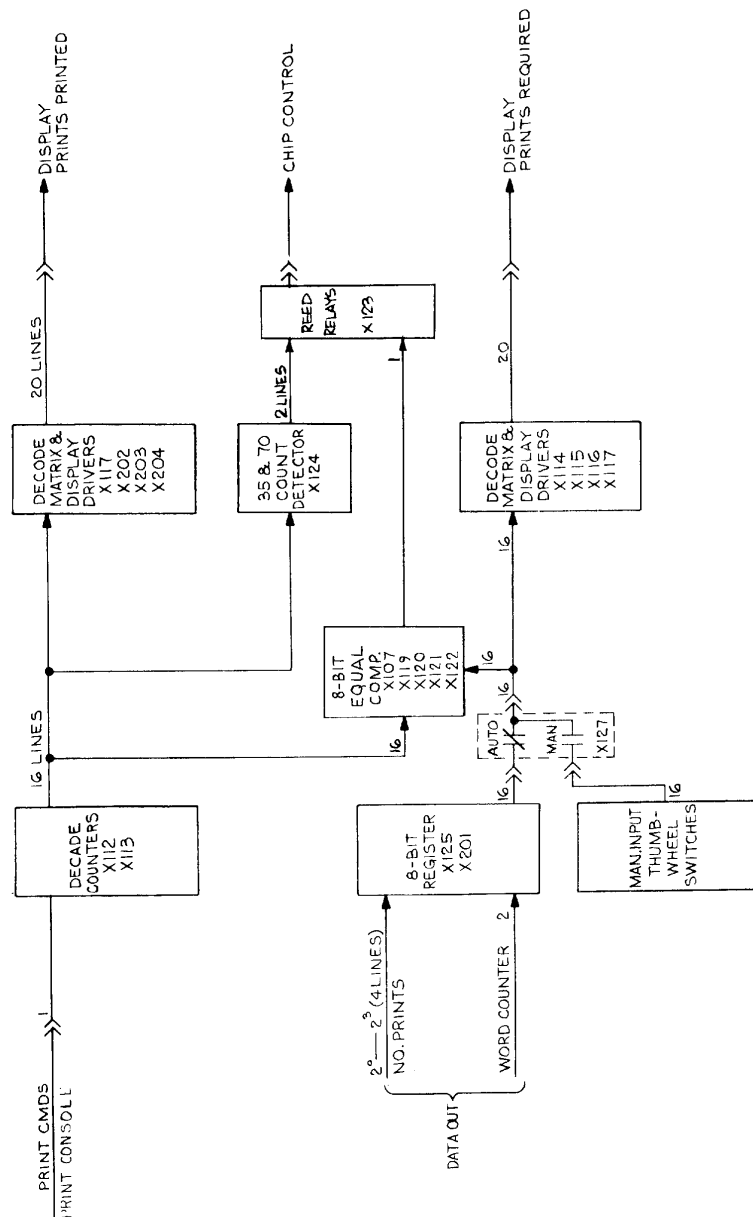 PRINT CMDS
PRINT CONSOLE
1
DECADE
COUNTERS
X112
X113
16 LINES
DECODE
MATRIX &
DISPLAY
DRIVERS
X117
X202
X203
X204
20 LINES
DISPLAY
PRINTS PRINTED
35 & 70
COUNT
DETECTOR
X124
2 LINES
REED
RELAYS
X123
CHIP CONTROL
16
8-BIT
EQUAL
COMP.
X107
X119
X120
X121
X122
1
16
DATA OUT
2⁰—2³ (4 LINES)
NO. PRINTS
WORD COUNTER
2
8-BIT
REGISTER
X125
X201
16
AUTO
MAN
X127
16
16
DECODE
MATRIX &
DISPLAY
DRIVERS
X114
X115
X116
X117
20
DISPLAY
PRINTS REQUIRED
MAN. INPUT
THUMB-
WHEEL
SWITCHES
16